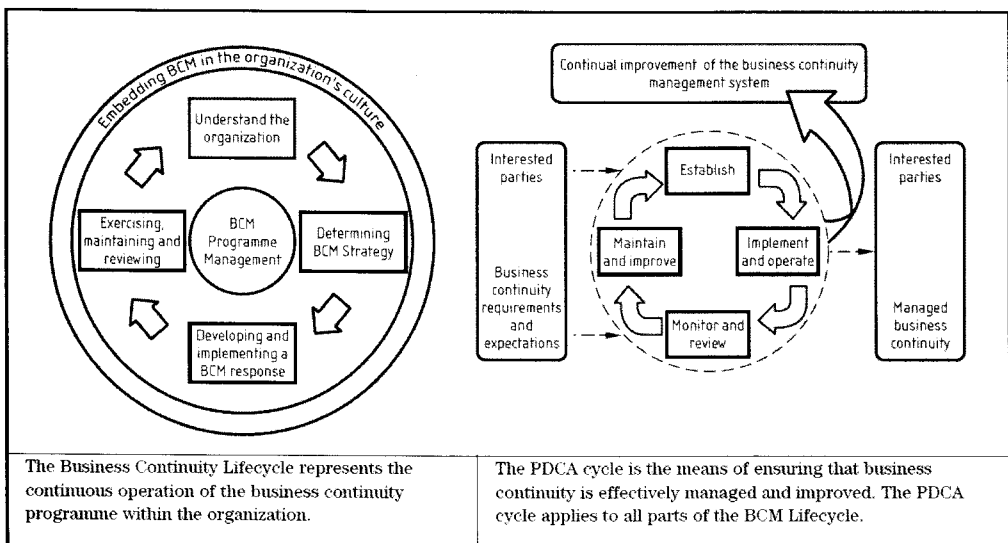 Embedding BCM in the organization's culture
Understand the
organization
Exercising,
maintaining and
reviewing
BCM
Programme
Management
Determining
BCM Strategy
Developing and
implementing a
BCM response
Continual improvement of the business continuity
management system
Interested
parties
Business
continuity
requirements
and
expectations
Establish
Maintain
and improve
Implement
and operate
Monitor and
review
Interested
parties
Managed
business
continuity
The Business Continuity Lifecycle represents the
continuous operation of the business continuity
programme within the organization.
The PDCA cycle is the means of ensuring that business
continuity is effectively managed and improved. The PDCA
cycle applies to all parts of the BCM Lifecycle.